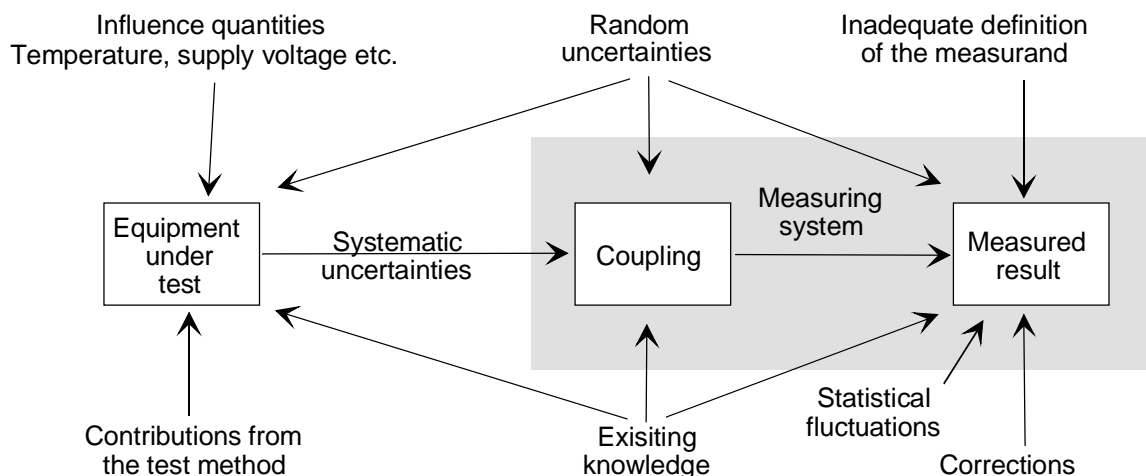 Influence quantities
Temperature, supply voltage etc.
Random
uncertainties
Inadequate definition
of the measurand
Equipment
under
test
Systematic
uncertainties
Coupling
Measuring
system
Measured
result
Contributions from
the test method
Exisiting
knowledge
Statistical
fluctuations
Corrections